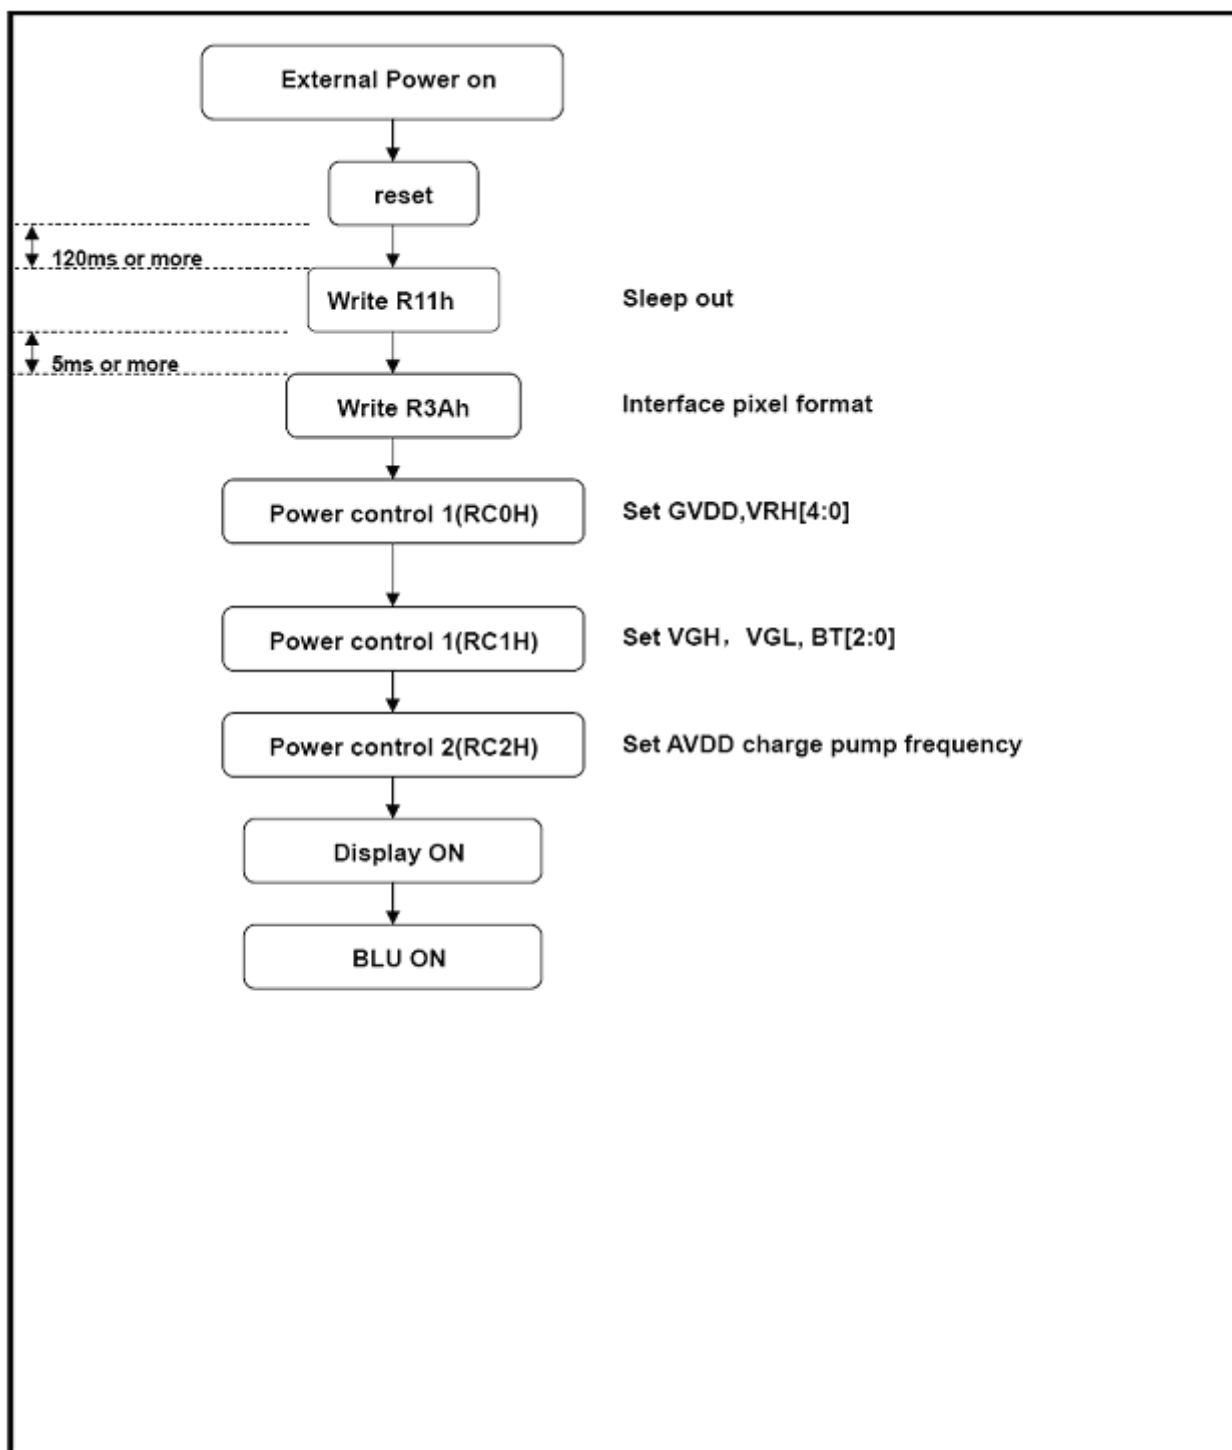 External Power on
reset
120ms or more
Write R11h
Sleep out
5ms or more
Write R3Ah
Interface pixel format
Power control 1(RC0H)
Set GVDD,VRH[4:0]
Power control 1(RC1H)
Set VGH，VGL, BT[2:0]
Power control 2(RC2H)
Set AVDD charge pump frequency
Display ON
BLU ON